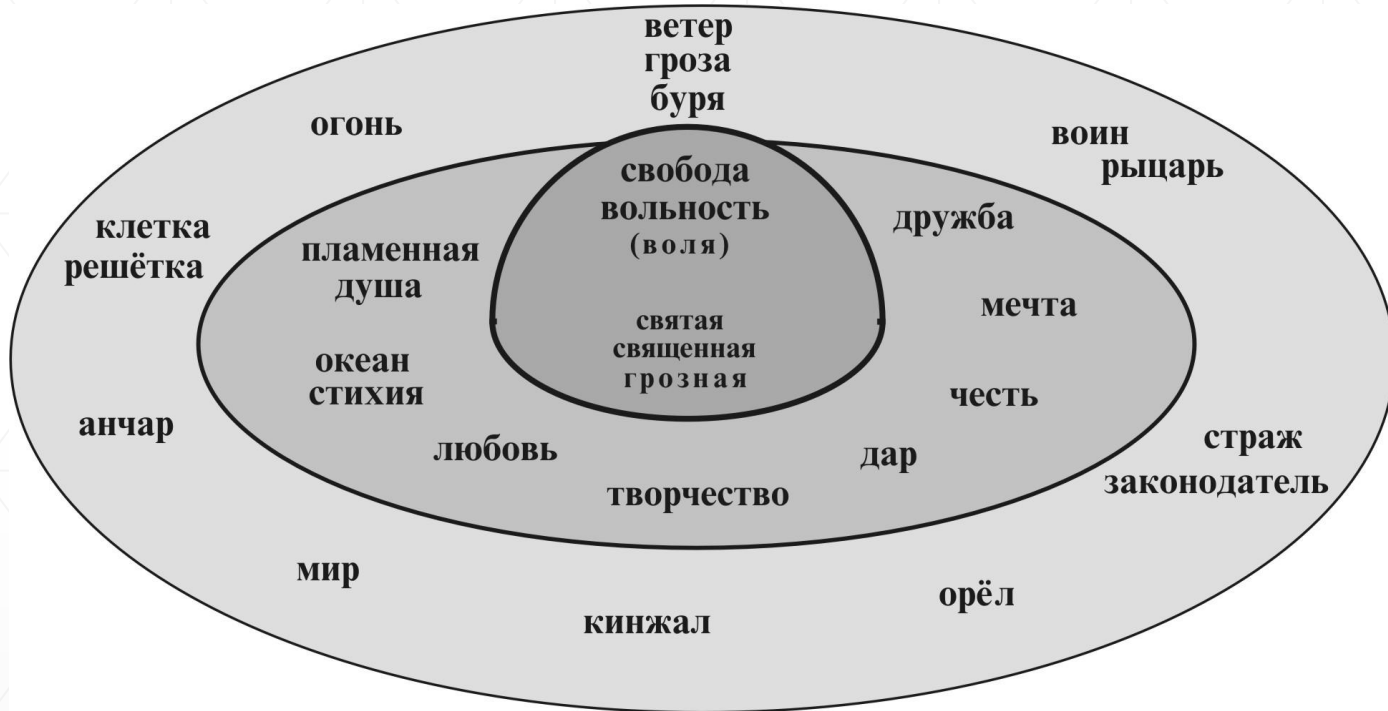 ветер
гроза
буря
огонь
воин
рыцарь
свобода
вольность
(воля)
дружба
клетка
решётка
пламенная
душа
мечта
святая
священная
грозная
океан
стихия
честь
анчар
любовь
дар
страж
законодатель
творчество
мир
орёл
кинжал